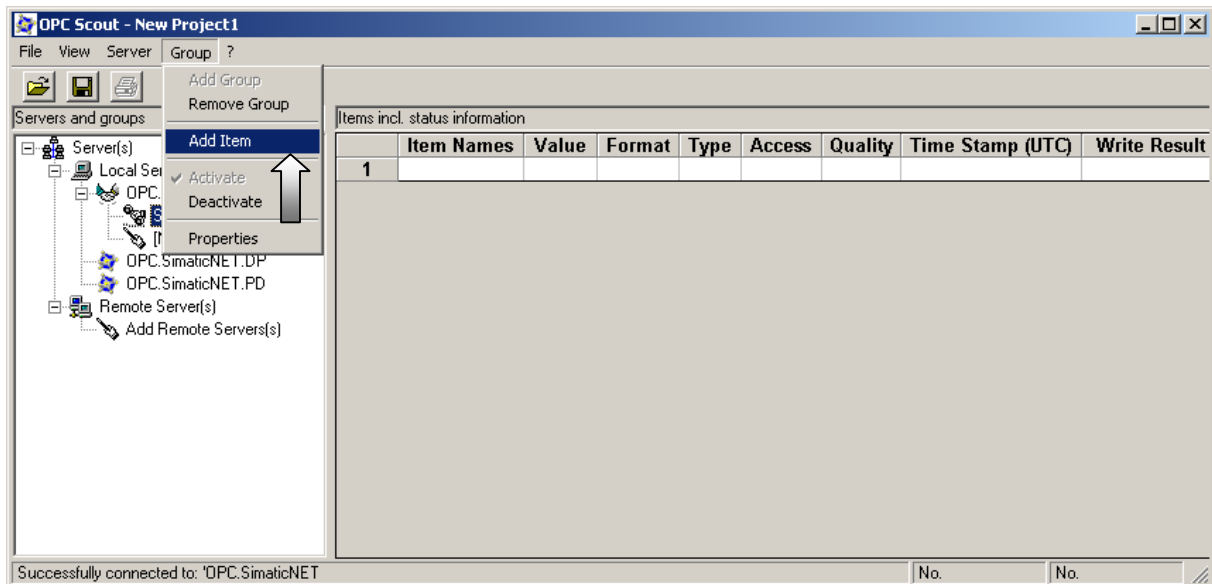 OPC Scout - New Project1
File View Server Group ?
Add Group
Remove Group
Add Item
Activate
Deactivate
Properties
Servers and groups
Items incl. status information
Server(s)
Local Ser
OPC.
S
[N
OPC.SimaticNET.DP
OPC.SimaticNET.PD
Remote Server(s)
Add Remote Servers(s)
Item Names Value Format Type Access Quality Time Stamp (UTC) Write Result
1
Successfully connected to: 'OPC.SimaticNET
No. No.